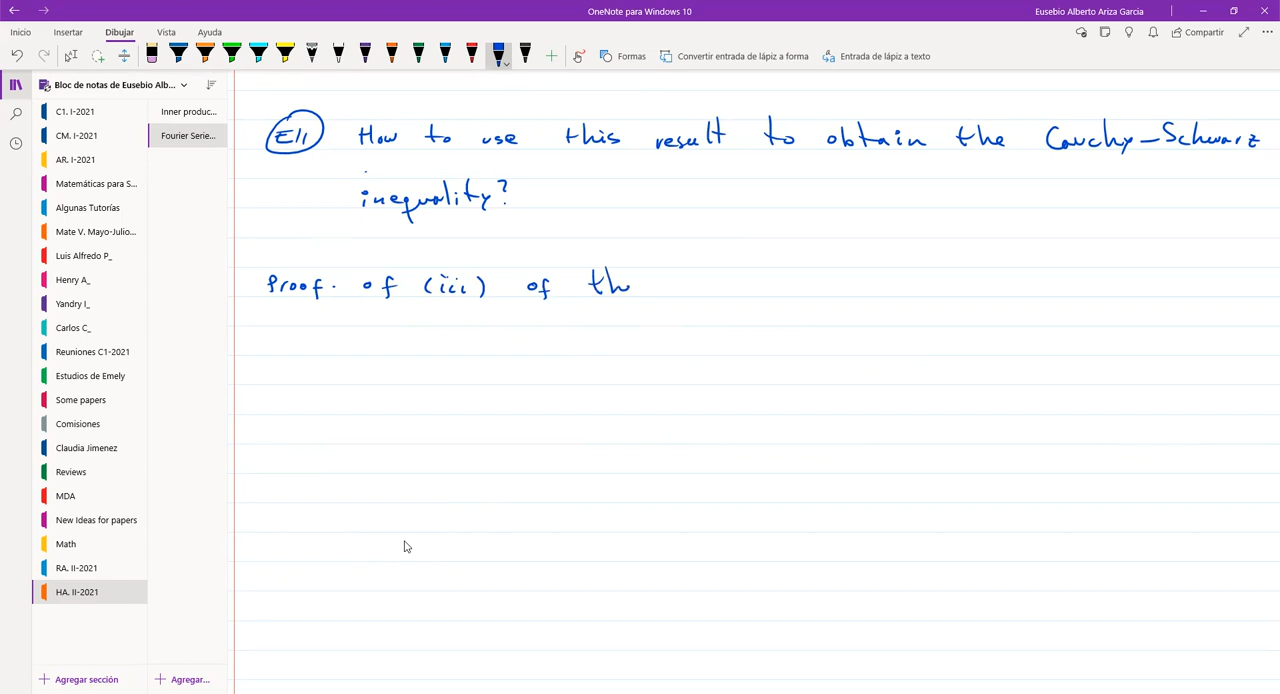 OneNote para Windows 10
Eusebio Alberto Ariza Garcia
Inicio Insertar Dibujar Vista Ayuda
Compartir
Formas
Convertir entrada de lápiz a forma
Entrada de lápiz a texto
Bloc de notas de Eusebio Alb...
C1. I-2021
CM. I-2021
AR. I-2021
Matemáticas para S...
Algunas Tutorías
Mate V. Mayo-Julio...
Luis Alfredo P_
Henry A_
Yandry I_
Carlos C_
Reuniones C1-2021
Estudios de Emely
Some papers
Comisiones
Claudia Jimenez
Reviews
MDA
New Ideas for papers
Math
RA. II-2021
HA. II-2021
Agregar sección
Inner produc...
Fourier Serie...
Agregar...
E11 How to use this result to obtain the Cauchy-Schwarz
inequality?
Proof. of (iii) of th